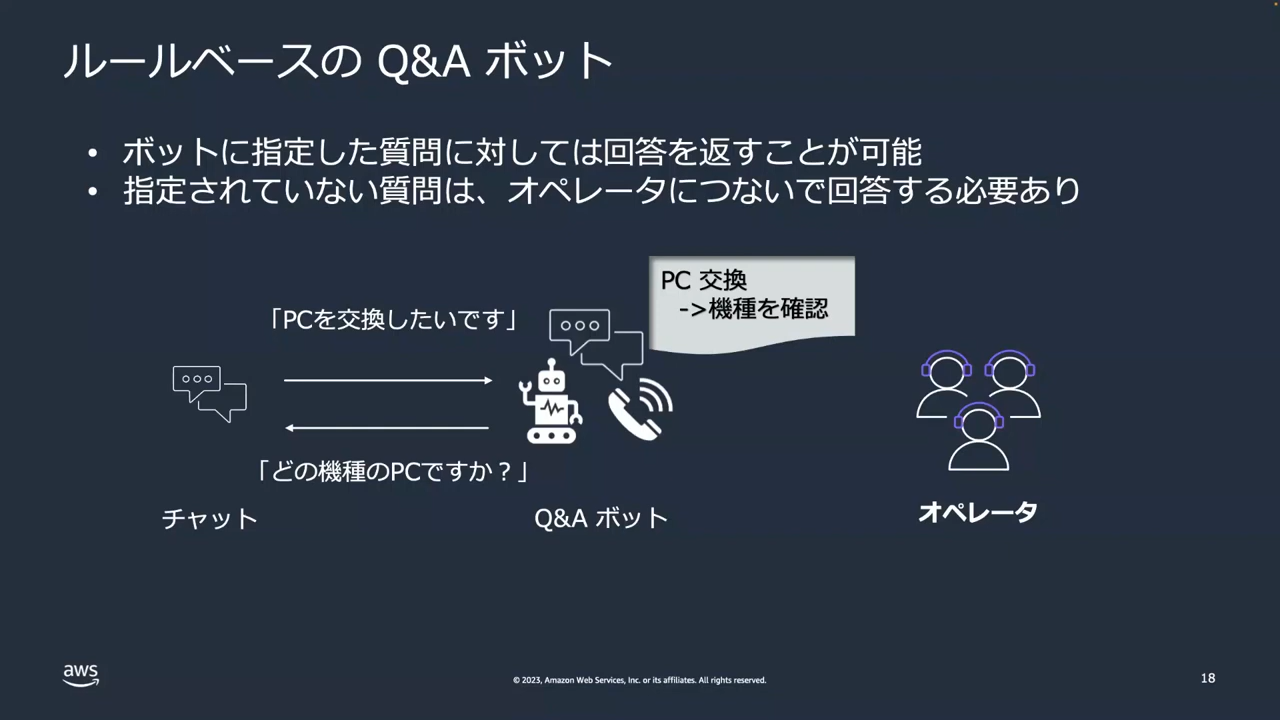 ルールベースの Q&A ボット
• ボットに指定した質問に対しては回答を返すことが可能
• 指定されていない質問は、オペレータにつないで回答する必要あり
PC 交換
->機種を確認
「PCを交換したいです」
「どの機種のPCですか？」
チャット
Q&A ボット
オペレータ
aws
© 2023, Amazon Web Services, Inc. or its affiliates. All rights reserved.
18